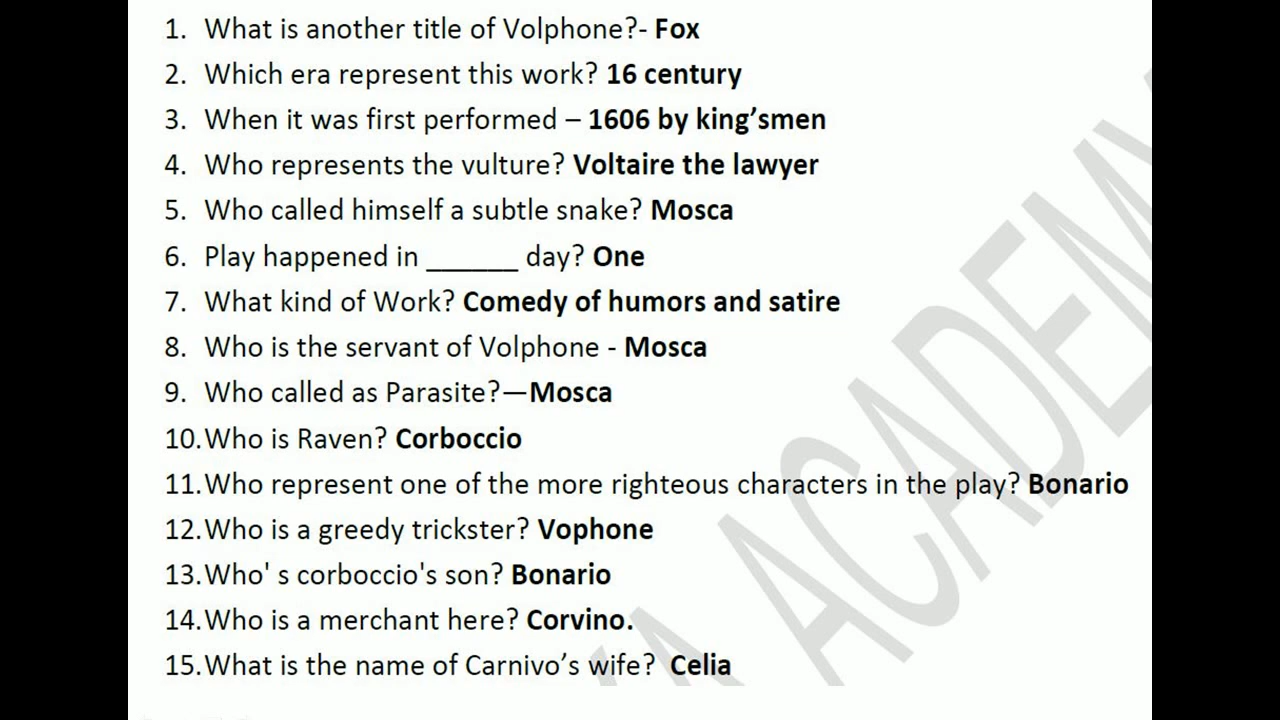 1. What is another title of Volphone?- Fox
2. Which era represent this work? 16 century
3. When it was first performed – 1606 by king’smen
4. Who represents the vulture? Voltaire the lawyer
5. Who called himself a subtle snake? Mosca
6. Play happened in ______ day? One
7. What kind of Work? Comedy of humors and satire
8. Who is the servant of Volphone - Mosca
9. Who called as Parasite?—Mosca
10. Who is Raven? Corboccio
11. Who represent one of the more righteous characters in the play? Bonario
12. Who is a greedy trickster? Vophone
13. Who' s corboccio's son? Bonario
14. Who is a merchant here? Corvino.
15. What is the name of Carnivo’s wife? Celia
ACADEMY